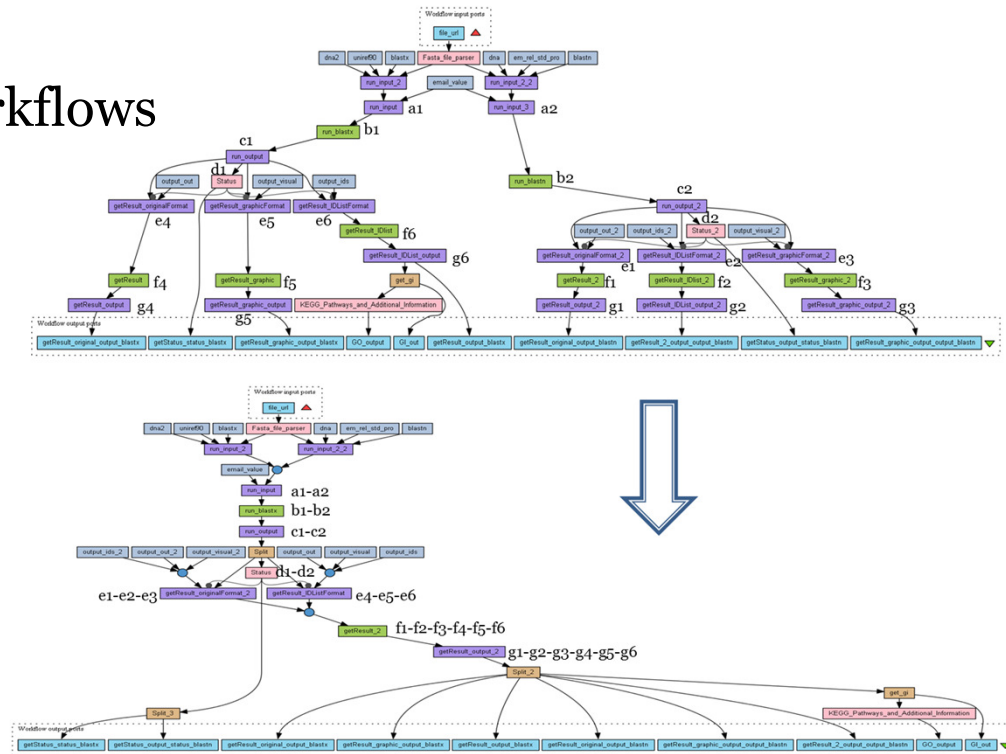 rkflows
Workflow input ports
file_url
dna2 uniref90 blastx Fasta_file_parser dna em_rel_std_pro blastn
run_input_2 email_value run_input_2_2
run_input a1 run_input_3 a2
run_blastx b1
c1
run_output
d1
output_out Status output_visual output_ids
run_blastn b2
c2
getResult_originalFormat getResult_graphicFormat getResult_IDListFormat
run_output_2
e4 e5 e6
d2
getResult_IDlist f6
output_out_2 output_ids_2 Status_2 output_visual_2
getResult_IDList_output g6
getResult_originalFormat_2 getResult_IDListFormat_2 getResult_graphicFormat_2
e1 e2 e3
getResult f4 getResult_graphic f5 get_gi
getResult_2 f1 getResult_IDlist_2 f2 getResult_graphic_2 f3
getResult_output g4 getResult_graphic_output KEGG_Pathways_and_Additional_Information
g5
getResult_output_2 g1 getResult_IDList_output_2 g2 getResult_graphic_output_2 g3
Workflow output ports
getResult_original_output_blastx getStatus_status_blastx getResult_graphic_output_blastx GO_output GI_out getResult_output_blastx getResult_original_output_blastn getResult_2_output_output_blastn getStatus_output_status_blastn getResult_graphic_output_output_blastn
Workflow input ports
file_url
dna2 uniref90 blastx Fasta_file_parser dna em_rel_std_pro blastn
run_input_2 run_input_2_2
email_value
run_input a1-a2
run_blastx b1-b2
run_output c1-c2
output_ids_2 output_out_2 output_visual_2 Split output_out output_visual output_ids
Status d1-d2
e1-e2-e3 getResult_originalFormat_2 getResult_IDListFormat e4-e5-e6
getResult_2 f1-f2-f3-f4-f5-f6
getResult_output_2 g1-g2-g3-g4-g5-g6
Split_2
get_gi
Split_3 KEGG_Pathways_and_Additional_Information
Workflow output ports
getStatus_status_blastx getStatus_output_status_blastn getResult_original_output_blastx getResult_graphic_output_blastx getResult_output_blastx getResult_original_output_blastn getResult_graphic_output_output_blastn getResult_2_output_output_blastn GO_output GI_out